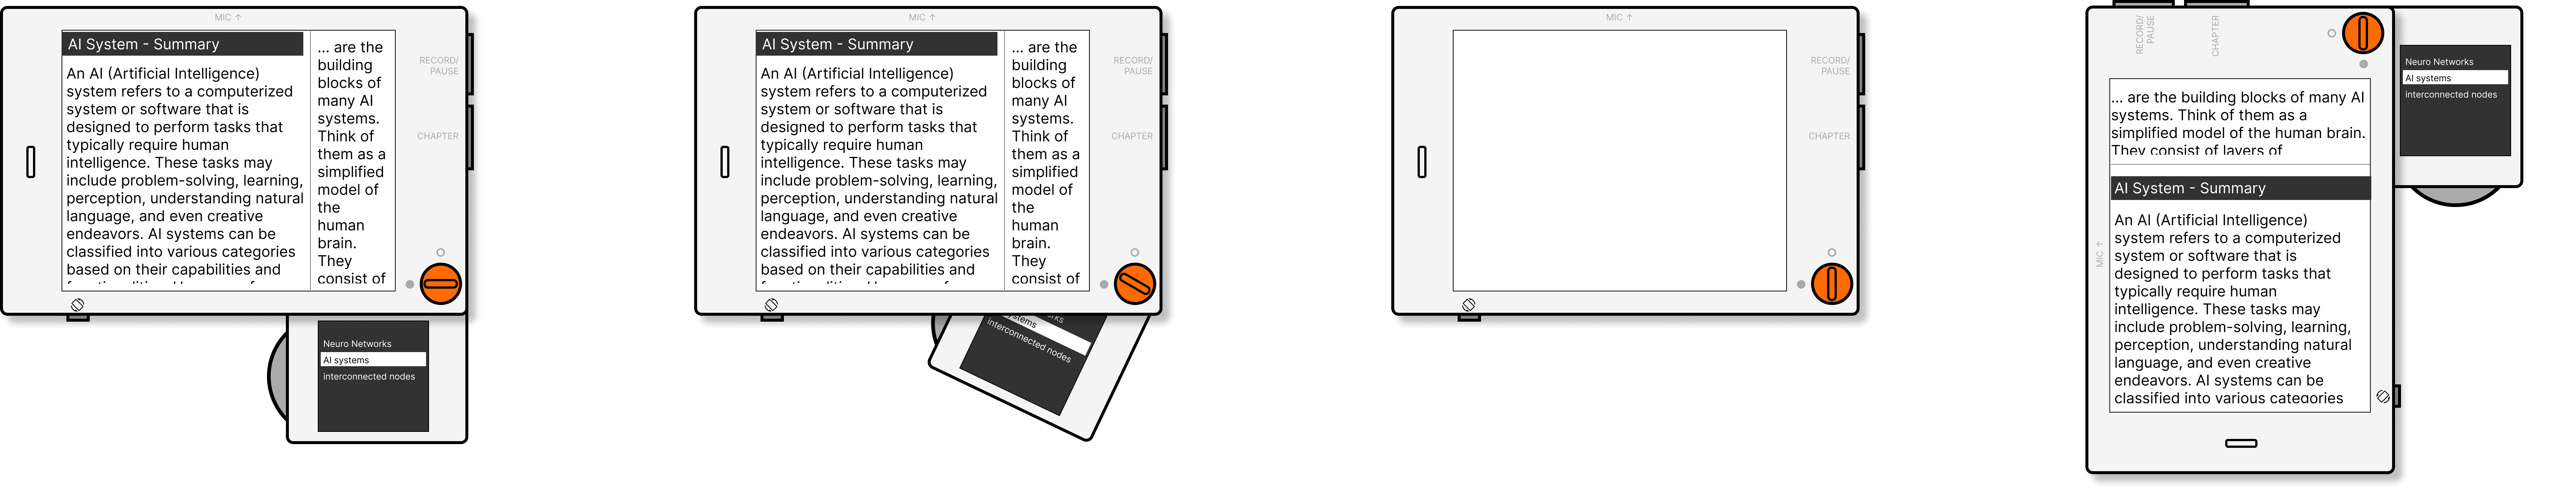 MIC ↑
AI System - Summary
An AI (Artificial Intelligence)
system refers to a computerized
system or software that is
designed to perform tasks that
typically require human
intelligence. These tasks may
include problem-solving, learning,
perception, understanding natural
language, and even creative
endeavors. AI systems can be
classified into various categories
based on their capabilities and
... are the
building
blocks of
many AI
systems.
Think of
them as a
simplified
model of
the
human
brain.
They
consist of
RECORD/
PAUSE
CHAPTER
Neuro Networks
AI systems
interconnected nodes
MIC ↑
AI System - Summary
An AI (Artificial Intelligence)
system refers to a computerized
system or software that is
designed to perform tasks that
typically require human
intelligence. These tasks may
include problem-solving, learning,
perception, understanding natural
language, and even creative
endeavors. AI systems can be
classified into various categories
based on their capabilities and
... are the
building
blocks of
many AI
systems.
Think of
them as a
simplified
model of
the
human
brain.
They
consist of
RECORD/
PAUSE
CHAPTER
interconnected nodes
MIC ↑
RECORD/
PAUSE
CHAPTER
RECORD/
PAUSE
CHAPTER
... are the building blocks of many AI
systems. Think of them as a
simplified model of the human brain.
They consist of layers of
AI System - Summary
An AI (Artificial Intelligence)
system refers to a computerized
system or software that is
designed to perform tasks that
typically require human
intelligence. These tasks may
include problem-solving, learning,
perception, understanding natural
language, and even creative
endeavors. AI systems can be
classified into various categories
MIC ↑
Neuro Networks
AI systems
interconnected nodes